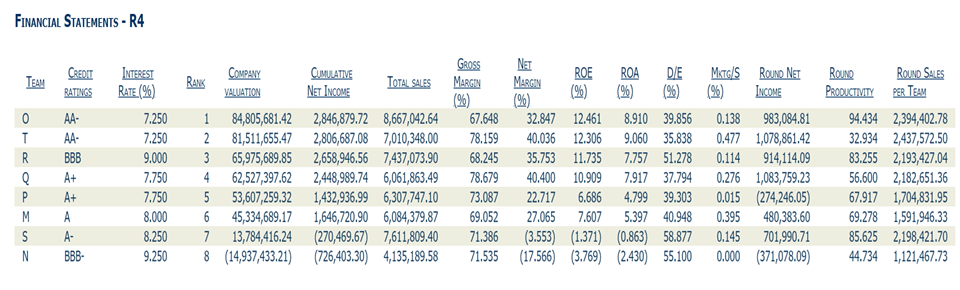 FINANCIAL STATEMENTS - R4
TEAM CREDIT RATINGS INTEREST RATE (%) RANK COMPANY VALUATION CUMULATIVE NET INCOME TOTAL SALES GROSS MARGIN (%) NET MARGIN (%) ROE (%) ROA (%) D/E (%) MKTG/S (%) ROUND NET INCOME ROUND PRODUCTIVITY ROUND SALES PER TEAM
O AA- 7.250 1 84,805,681.42 2,846,879.72 8,667,042.64 67.648 32.847 12.461 8.910 39.856 0.138 983,084.81 94.434 2,394,402.78
T AA- 7.250 2 81,511,655.47 2,806,687.08 7,010,348.00 78.159 40.036 12.306 9.060 35.838 0.477 1,078,861.42 32.934 2,437,572.50
R BBB 9.000 3 65,975,689.85 2,658,946.56 7,437,073.90 68.245 35.753 11.735 7.757 51.278 0.114 914,114.09 83.255 2,193,427.04
Q A+ 7.750 4 62,527,397.62 2,448,989.74 6,061,863.49 78.679 40.400 10.909 7.917 37.794 0.276 1,083,759.23 56.600 2,182,651.36
P A+ 7.750 5 53,607,259.32 1,432,936.99 6,307,747.10 73.087 22.717 6.686 4.799 39.303 0.015 (274,246.05) 67.917 1,704,831.95
M A 8.000 6 45,334,689.17 1,646,720.90 6,084,379.87 69.052 27.065 7.607 5.397 40.948 0.395 480,383.60 69.278 1,591,946.33
S A- 8.250 7 13,784,416.24 (270,469.67) 7,611,809.40 71.386 (3.553) (1.371) (0.863) 58.877 0.145 701,990.71 85.625 2,198,421.70
N BBB- 9.250 8 (14,937,433.21) (726,403.30) 4,135,189.58 71.535 (17.566) (3.769) (2.430) 55.100 0.000 (371,078.09) 44.734 1,121,467.73